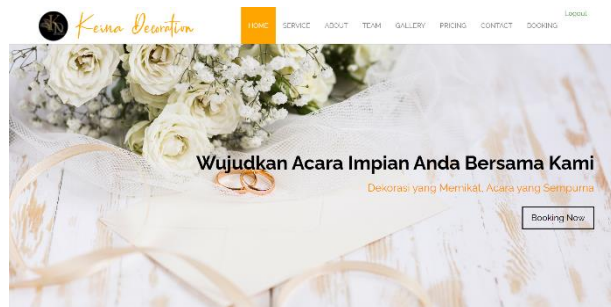 KN Keina Decoration
HOME SERVICE ABOUT TEAM GALLERY PRICING CONTACT BOOKING Logout
Wujudkan Acara Impian Anda Bersama Kami
Dekorasi yang Memikat, Acara yang Sempurna
Booking Now